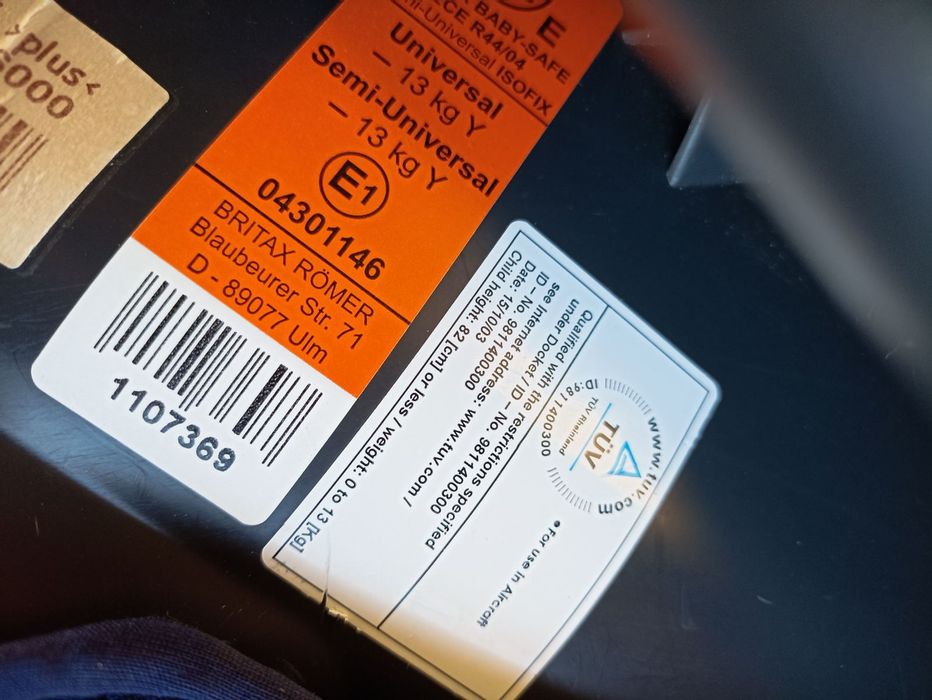 >plus<
6000
E
BABY-SAFE
ECE R44/04
Semi-Universal ISOFIX
Universal
– 13 kg Y
Semi-Universal
– 13 kg Y
E1
04301146
BRITAX RÖMER
Blaubeurer Str. 71
D - 89077 Ulm
1107369
www.tuv.com
TÜV
TÜV Rheinland
ID:9811400300
• For use in Aircraft
Qualified with the restrictions specified
under Docket / ID – No. 9811400300
see Internet address: www.tuv.com /
ID – No. 9811400300
Date: 15/10/03
Child height: 82 [cm] or less / weight: 0 to 13 [Kg]